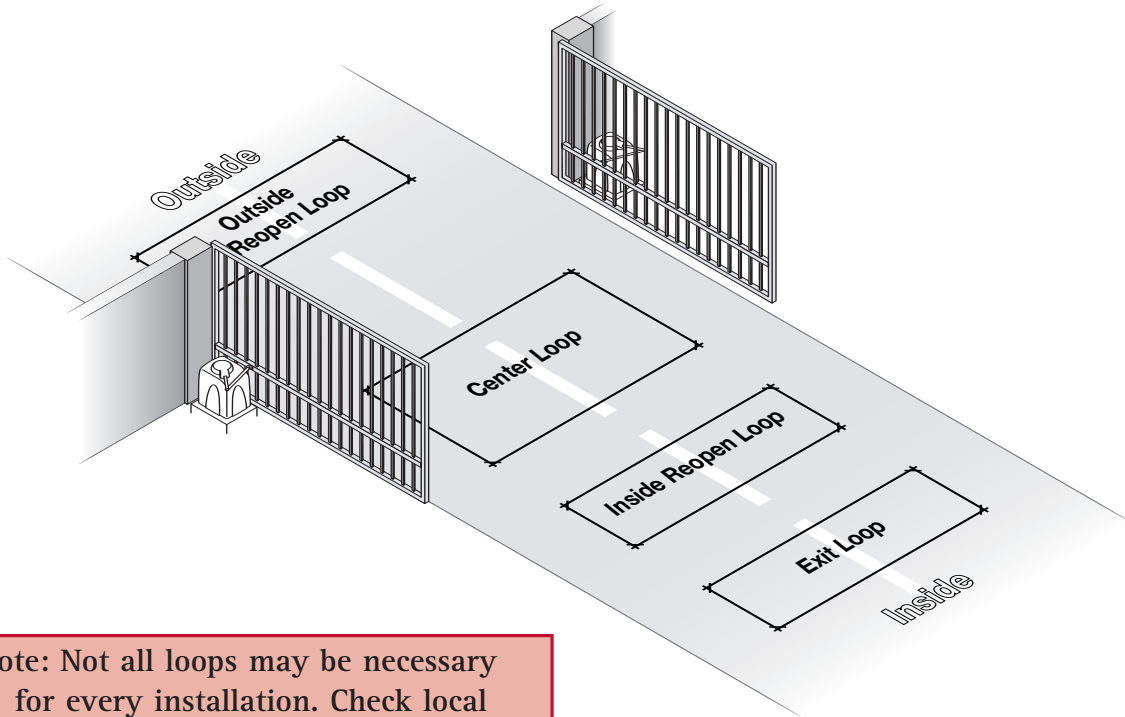 Outside
Outside
Reopen Loop
Center Loop
Inside Reopen Loop
Exit Loop
Inside
ote: Not all loops may be necessary
for every installation. Check local